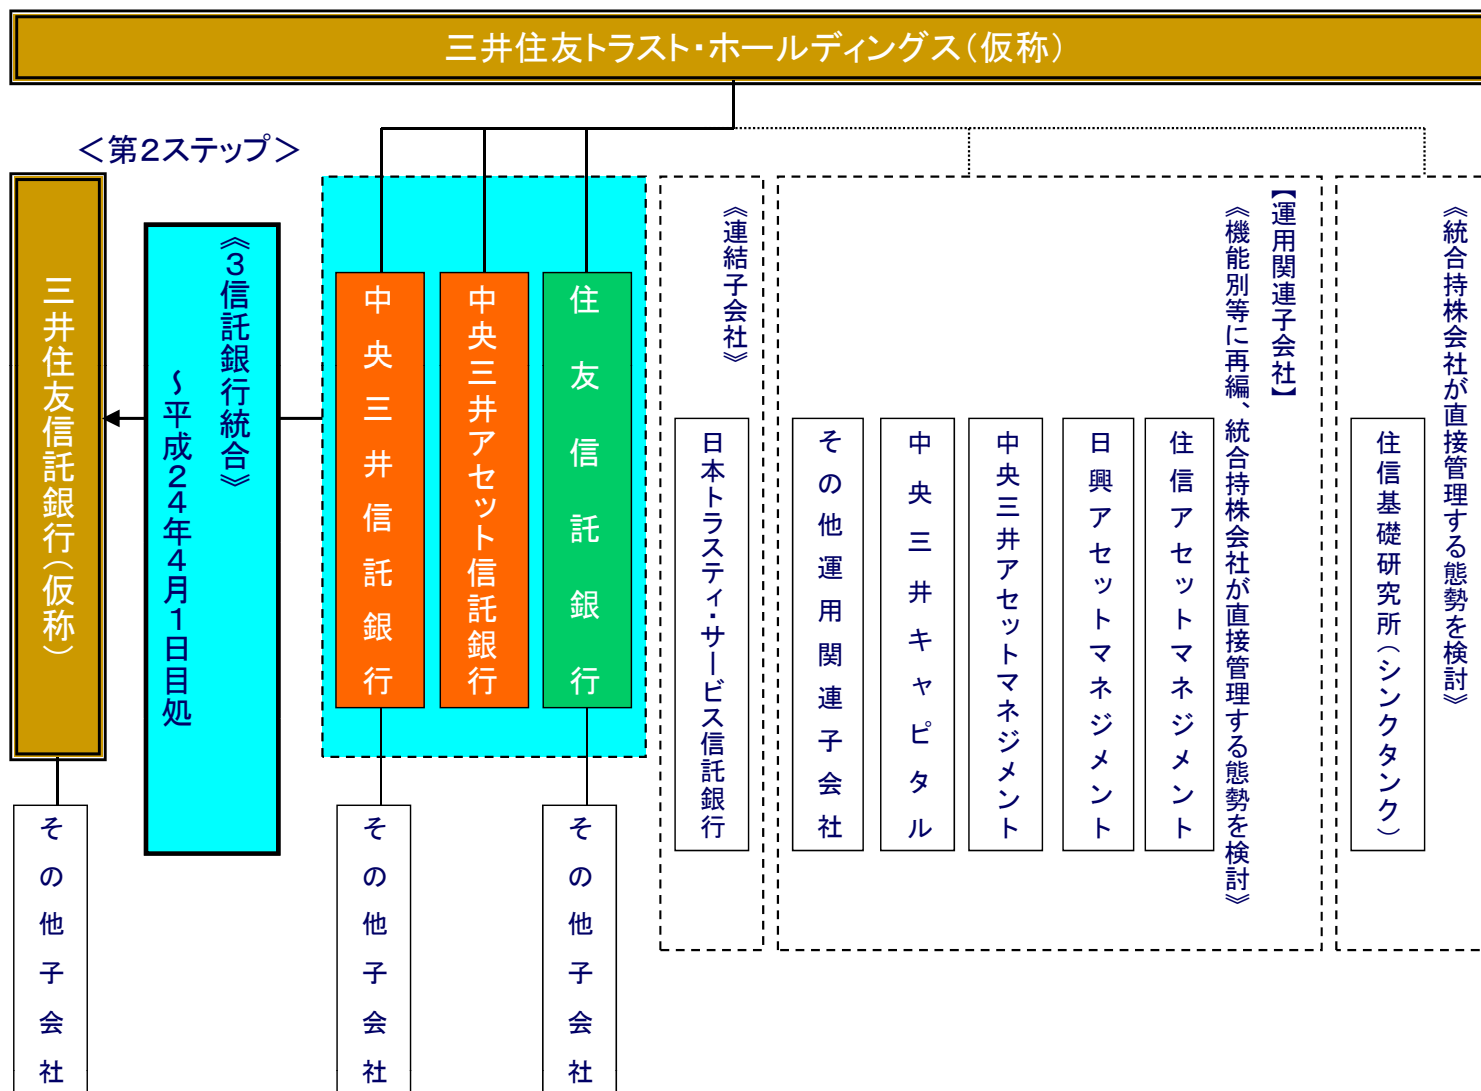 三井住友トラスト・ホールディングス（仮称）
＜第2ステップ＞
《統合持株会社が直接管理する態勢を検討》
住信基礎研究所（シンクタンク）
【運用関連子会社】
《機能別等に再編、統合持株会社が直接管理する態勢を検討》
住信アセットマネジメント
日興アセットマネジメント
中央三井アセットマネジメント
中央三井キャピタル
その他運用関連子会社
《連結子会社》
日本トラスティ・サービス信託銀行
住友信託銀行
中央三井アセット信託銀行
中央三井信託銀行
《3信託銀行統合》
～平成24年4月1日目処
三井住友信託銀行（仮称）
その他子会社
その他子会社
その他子会社